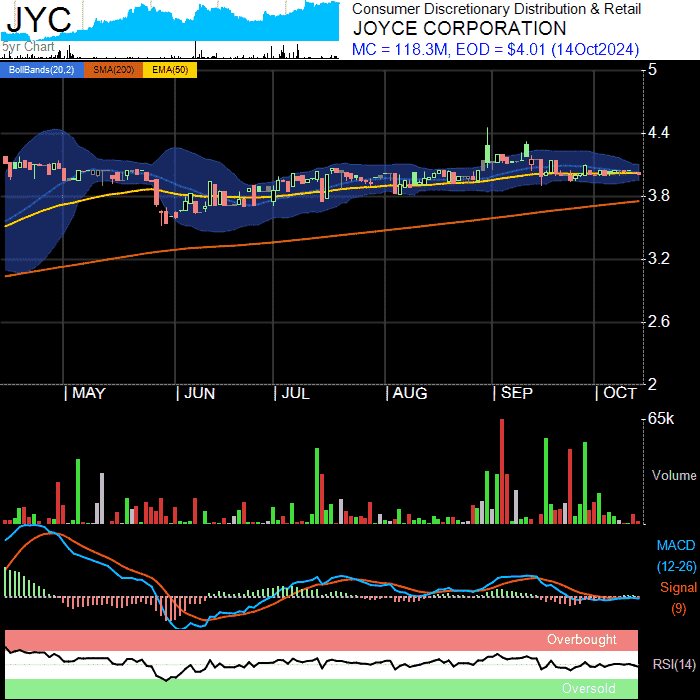 JYC
5yr Chart
Consumer Discretionary Distribution & Retail
JOYCE CORPORATION
MC = 118.3M, EOD = $4.01 (14Oct2024)
BollBands(20,2) SMA(200) EMA(50)
5
4.4
3.8
3.2
2.6
2
MAY JUN JUL AUG SEP OCT
65k
Volume
MACD
(12-26)
Signal
(9)
Overbought
RSI(14)
Oversold